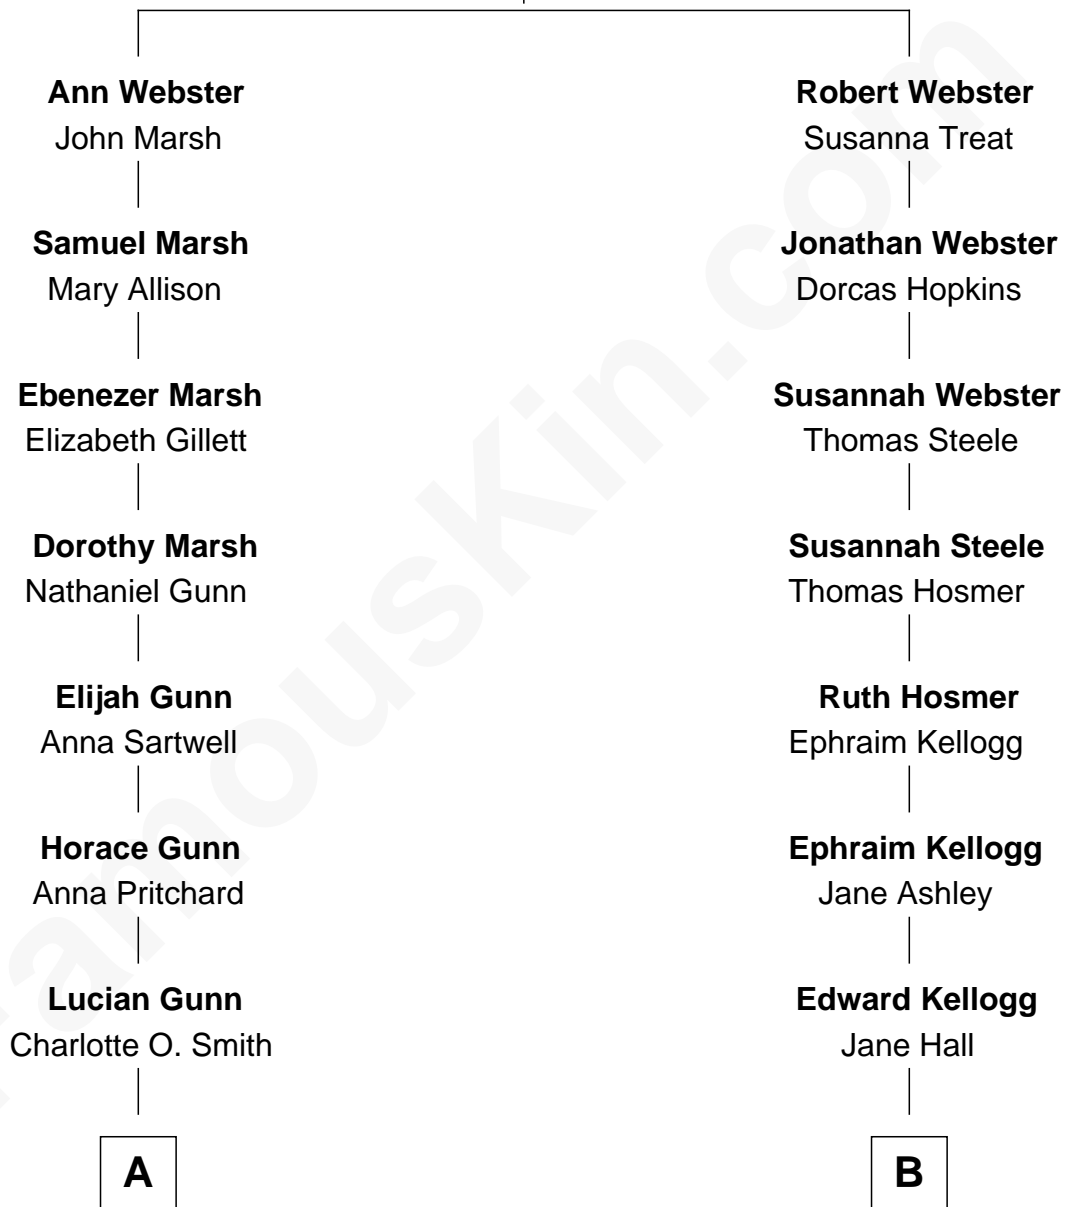 Ann Webster
John Marsh
Samuel Marsh
Mary Allison
Ebenezer Marsh
Elizabeth Gillett
Dorothy Marsh
Nathaniel Gunn
Elijah Gunn
Anna Sartwell
Horace Gunn
Anna Pritchard
Lucian Gunn
Charlotte O. Smith
A
Robert Webster
Susanna Treat
Jonathan Webster
Dorcas Hopkins
Susannah Webster
Thomas Steele
Susannah Steele
Thomas Hosmer
Ruth Hosmer
Ephraim Kellogg
Ephraim Kellogg
Jane Ashley
Edward Kellogg
Jane Hall
B
FamousKin.com